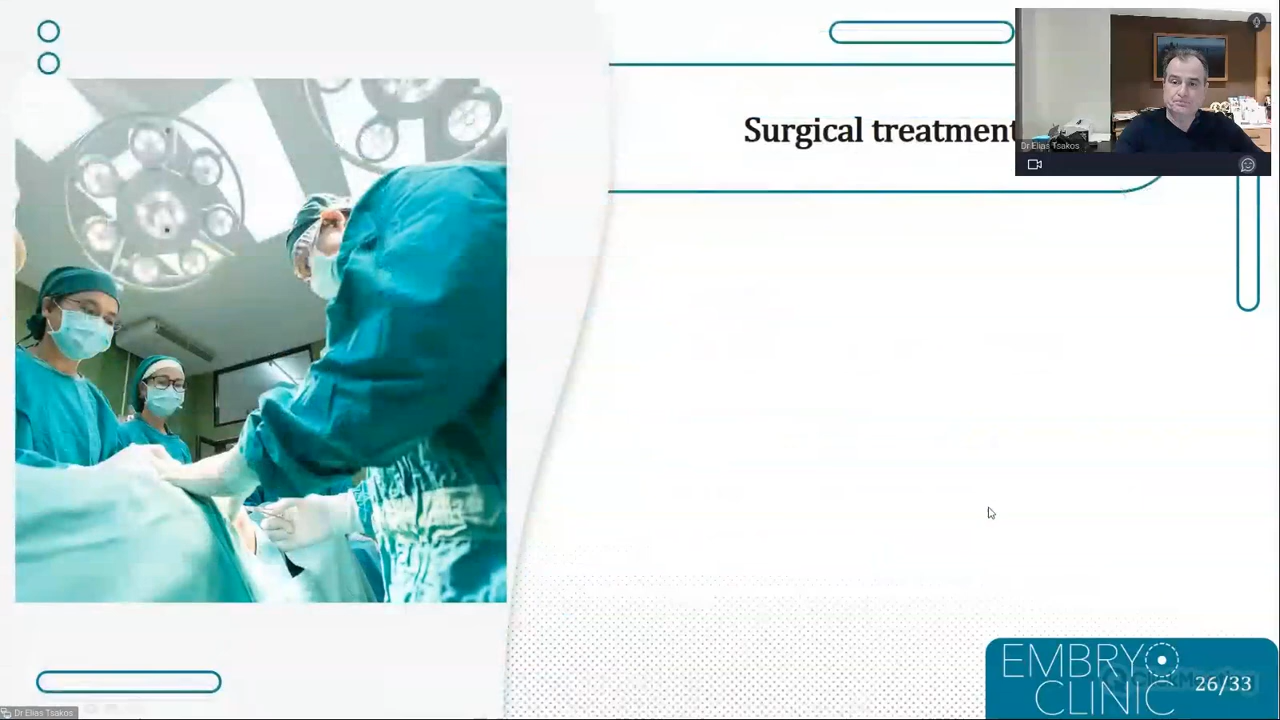 Surgical treatment
Dr Elias Tsakos
EMBRYO
CLINIC
26/33
Dr Elias Tsakos